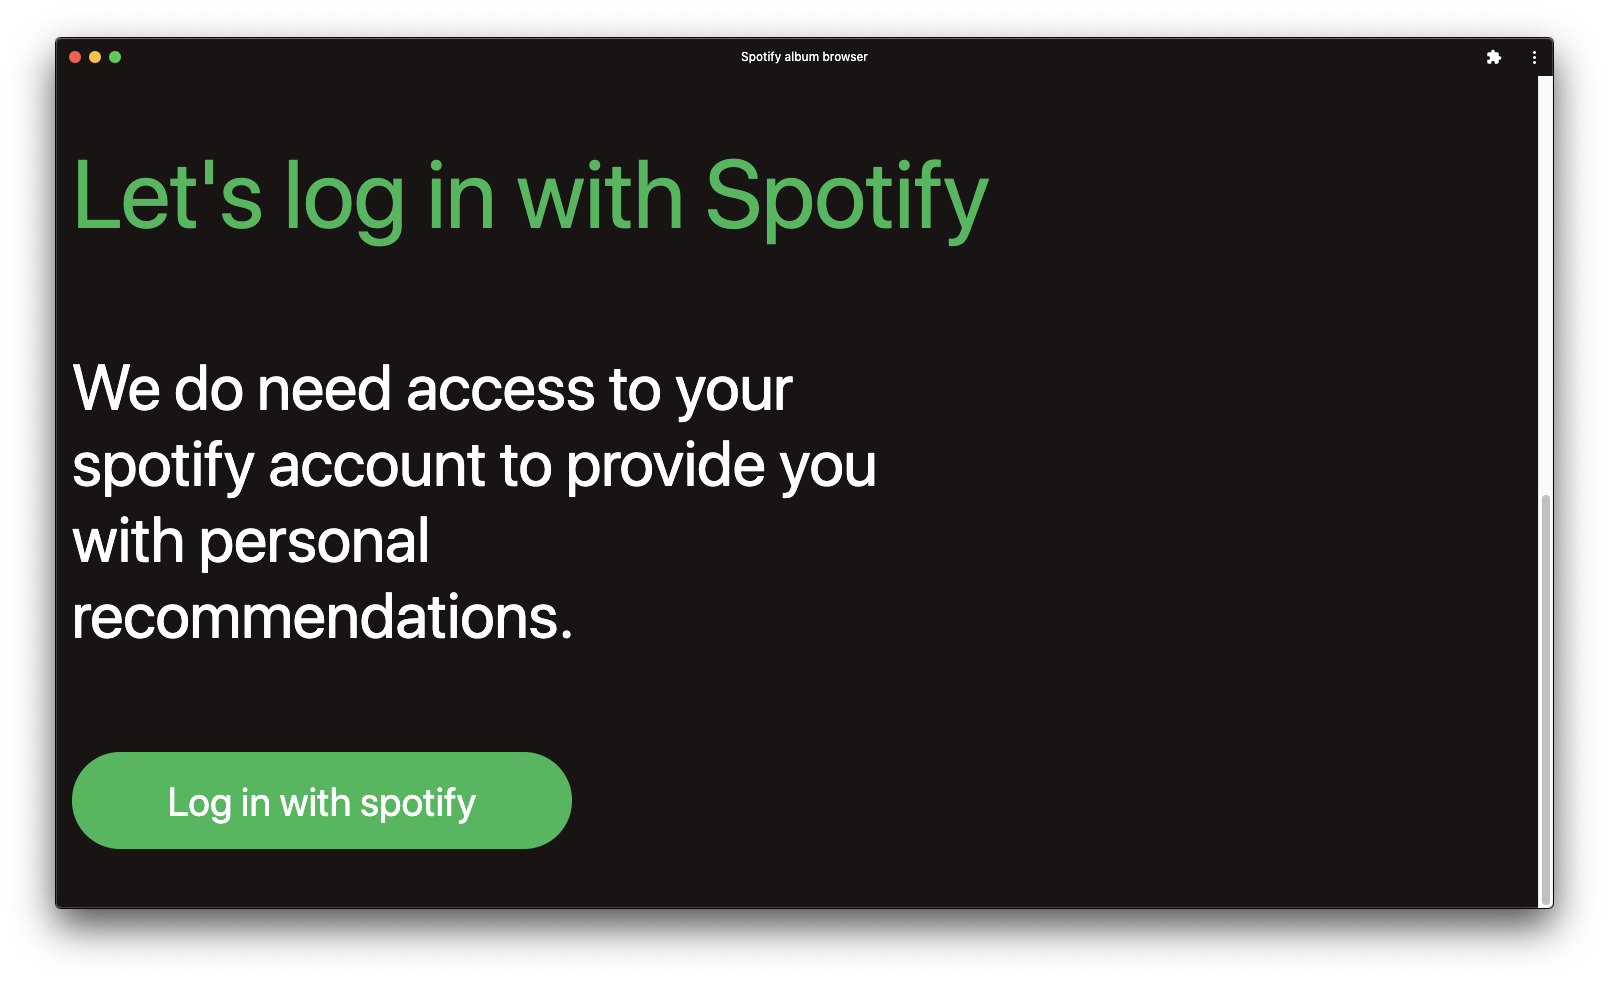 Spotify album browser
Let's log in with Spotify
We do need access to your
spotify account to provide you
with personal
recommendations.
Log in with spotify